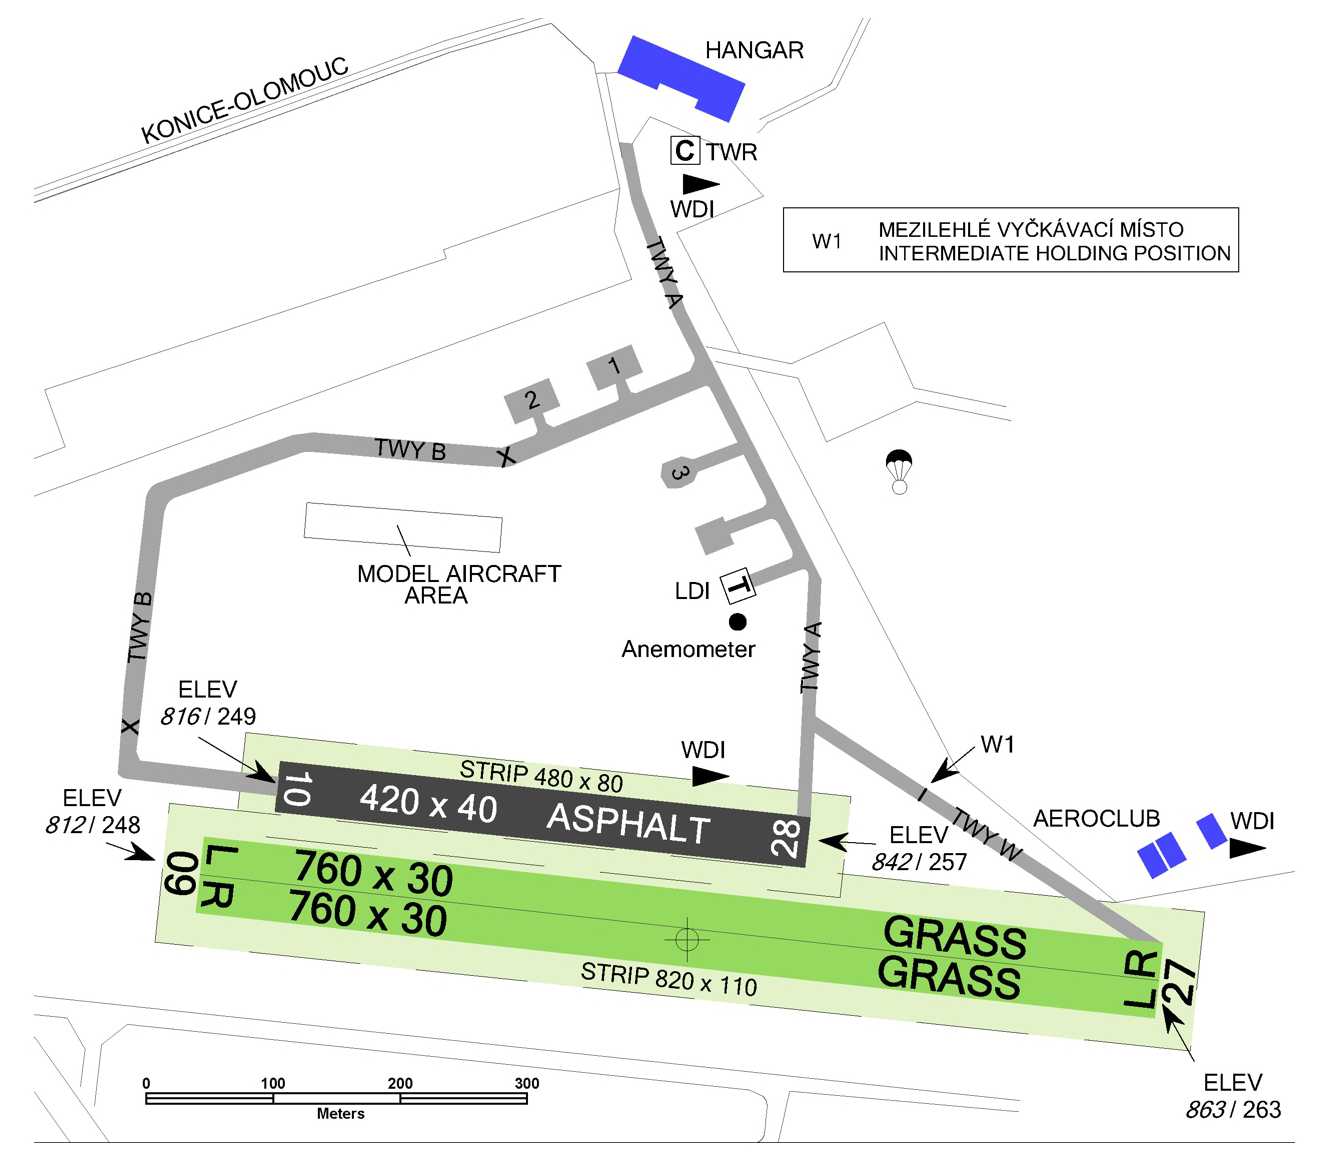 HANGAR
KONICE-OLOMOUC
C TWR
WDI
W1 MEZILEHLÉ VYČKÁVACÍ MÍSTO
INTERMEDIATE HOLDING POSITION
TWY A
1
2
TWY B
X
3
MODEL AIRCRAFT
AREA
LDI T
Anemometer
TWY B
TWY A
X
ELEV
816 / 249
WDI
W1
STRIP 480 x 80
10 420 x 40 ASPHALT 28
ELEV
812 / 248
ELEV
842 / 257
I TWY W
AEROCLUB
WDI
09
L 760 x 30 GRASS R
R 760 x 30 GRASS L
27
STRIP 820 x 110
ELEV
863 / 263
0 100 200 300
Meters